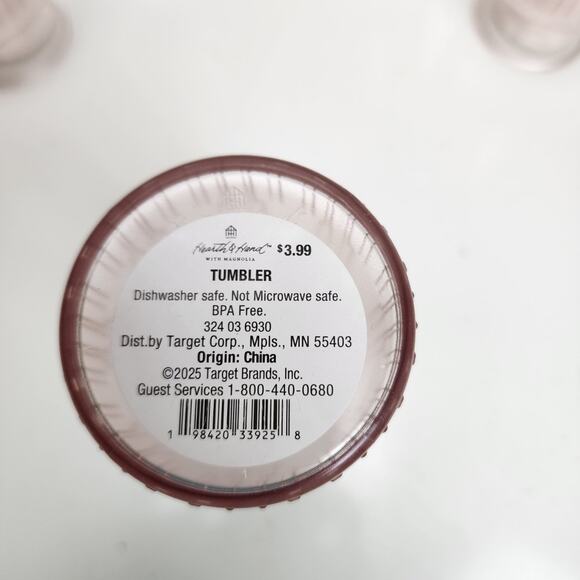 Hearth & Hand™ $3.99
WITH MAGNOLIA
TUMBLER
Dishwasher safe. Not Microwave safe.
BPA Free.
324 03 6930
Dist.by Target Corp., Mpls., MN 55403
Origin: China
©2025 Target Brands, Inc.
Guest Services 1-800-440-0680
1 98420 33925 8